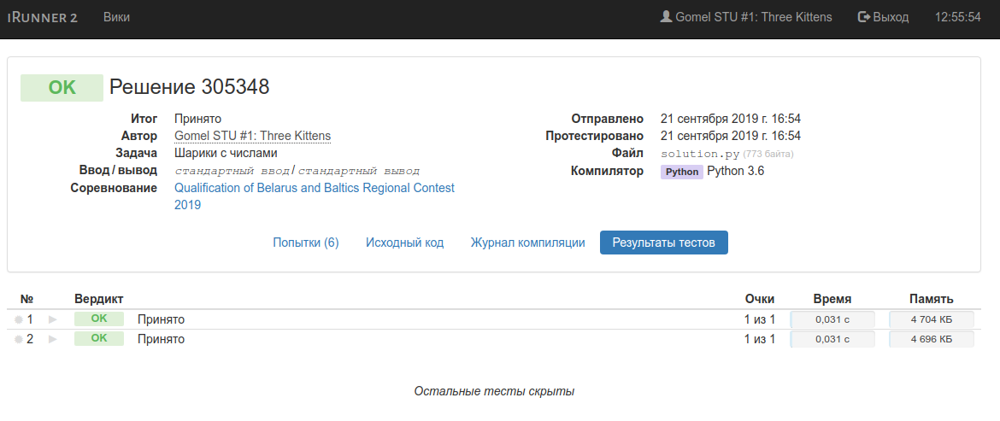 iRUNNER 2 Вики Gomel STU #1: Three Kittens Выход 12:55:54
OK Решение 305348
Итог Принято Отправлено 21 сентября 2019 г. 16:54
Автор Gomel STU #1: Three Kittens Протестировано 21 сентября 2019 г. 16:54
Задача Шарики с числами Файл solution.py (773 байта)
Ввод / вывод стандартный ввод / стандартный вывод Компилятор Python Python 3.6
Соревнование Qualification of Belarus and Baltics Regional Contest
2019
Попытки (6) Исходный код Журнал компиляции Результаты тестов
№ Вердикт Очки Время Память
1 OK Принято 1 из 1 0,031 с 4 704 КБ
2 OK Принято 1 из 1 0,031 с 4 696 КБ
Остальные тесты скрыты